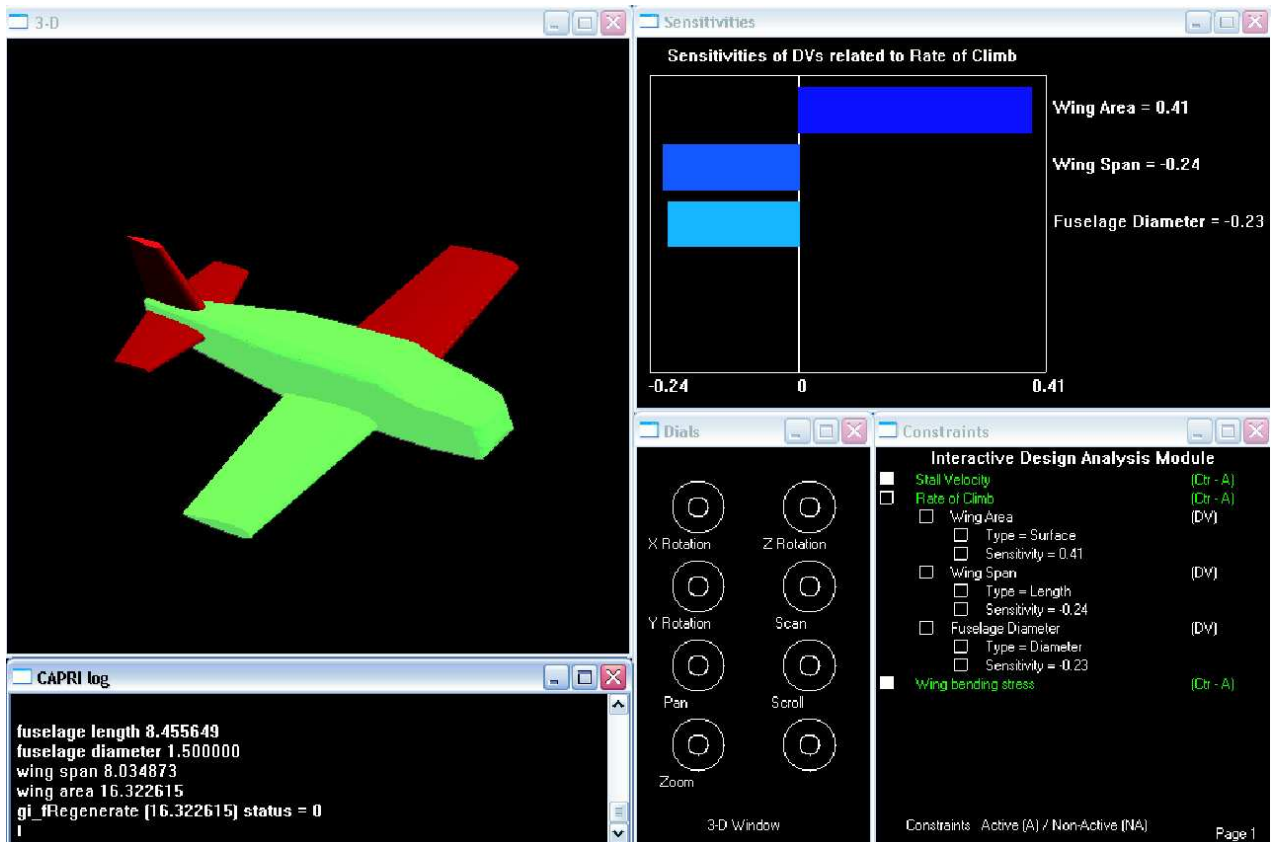 3-D
Sensitivities
Sensitivities of DVs related to Rate of Climb
Wing Area = 0.41
Wing Span = -0.24
Fuselage Diameter = -0.23
-0.24 0 0.41
CAPRI log
fuselage length 8.455649
fuselage diameter 1.500000
wing span 8.034873
wing area 16.322615
gi_fRegenerate (16.322615) status = 0
Dials
X Rotation Z Rotation
Y Rotation Scan
Pan Scroll
Zoom
3-D Window
Constraints
Interactive Design Analysis Module
Stall Velocity (Ctr - A)
Rate of Climb (Ctr - A)
Wing Area (DV)
Type = Surface
Sensitivity = 0.41
Wing Span (DV)
Type = Length
Sensitivity = -0.24
Fuselage Diameter (DV)
Type = Diameter
Sensitivity = -0.23
Wing bending stress (Ctr - A)
Constraints Active (A) / Non-Active (NA)
Page 1